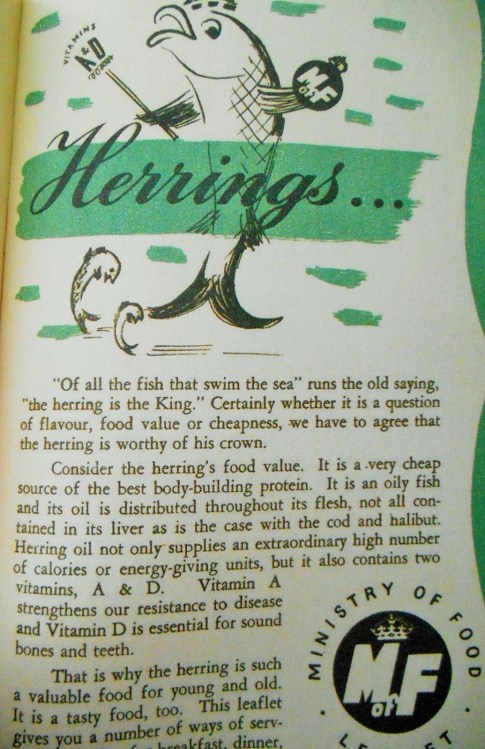 VITAMINS
A & D
M of F
Herrings...
"Of all the fish that swim the sea" runs the old saying,
"the herring is the King." Certainly whether it is a question
of flavour, food value or cheapness, we have to agree that
the herring is worthy of his crown.
Consider the herring's food value. It is a very cheap
source of the best body-building protein. It is an oily fish
and its oil is distributed throughout its flesh, not all con-
tained in its liver as is the case with the cod and halibut.
Herring oil not only supplies an extraordinary high number
of calories or energy-giving units, but it also contains two
vitamins, A & D. Vitamin A
strengthens our resistance to disease
and Vitamin D is essential for sound
bones and teeth.
That is why the herring is such
a valuable food for young and old.
It is a tasty food, too. This leaflet
gives you a number of ways of serv-
breakfast, dinner,
MINISTRY OF FOOD
M of F
LEAFLET